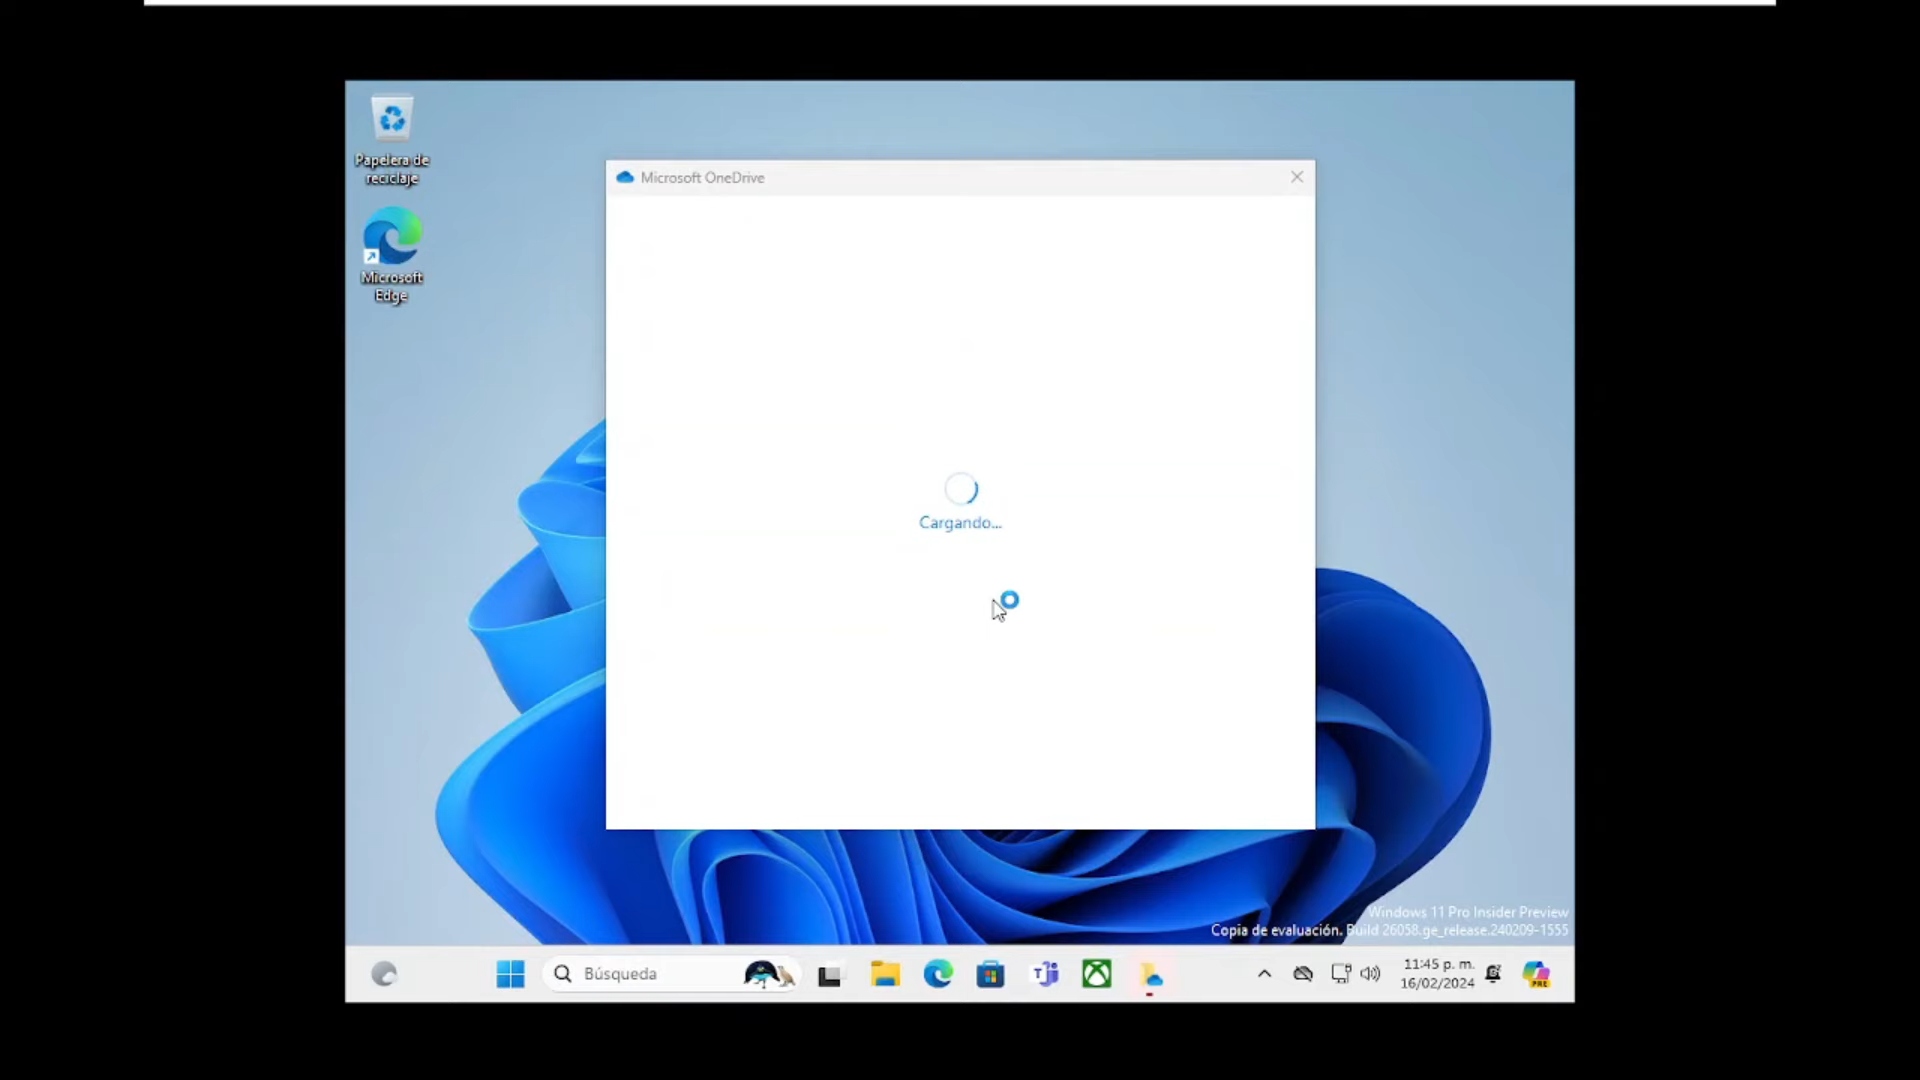 Papelera de
reciclaje
Microsoft
Edge
Microsoft OneDrive
Cargando...
Windows 11 Pro Insider Preview
Copia de evaluación. Build 26058.ge_release.240209-1555
Búsqueda
11:45 p. m.
16/02/2024
PRE